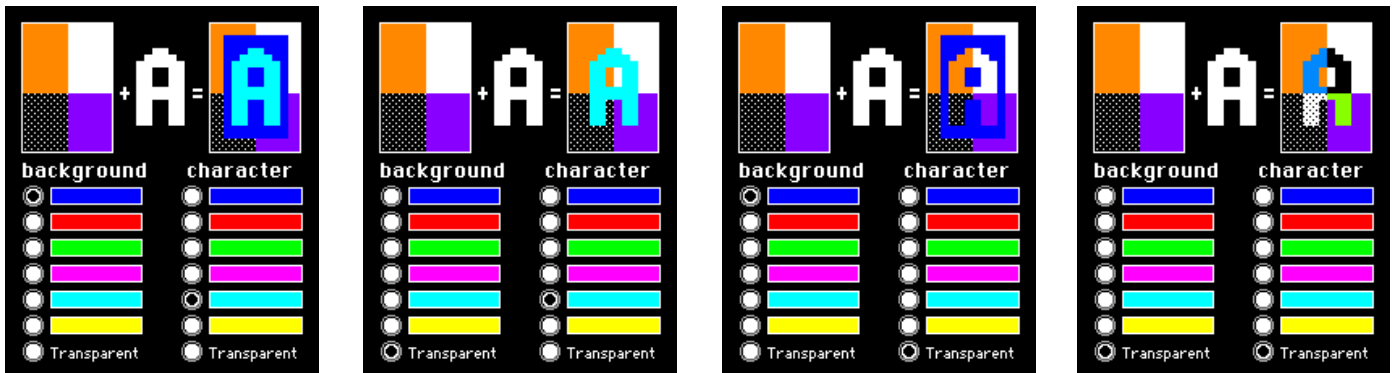 + A = A
background character
Transparent Transparent
+ A = A
background character
Transparent Transparent
+ A = A
background character
Transparent Transparent
+ A = A
background character
Transparent Transparent